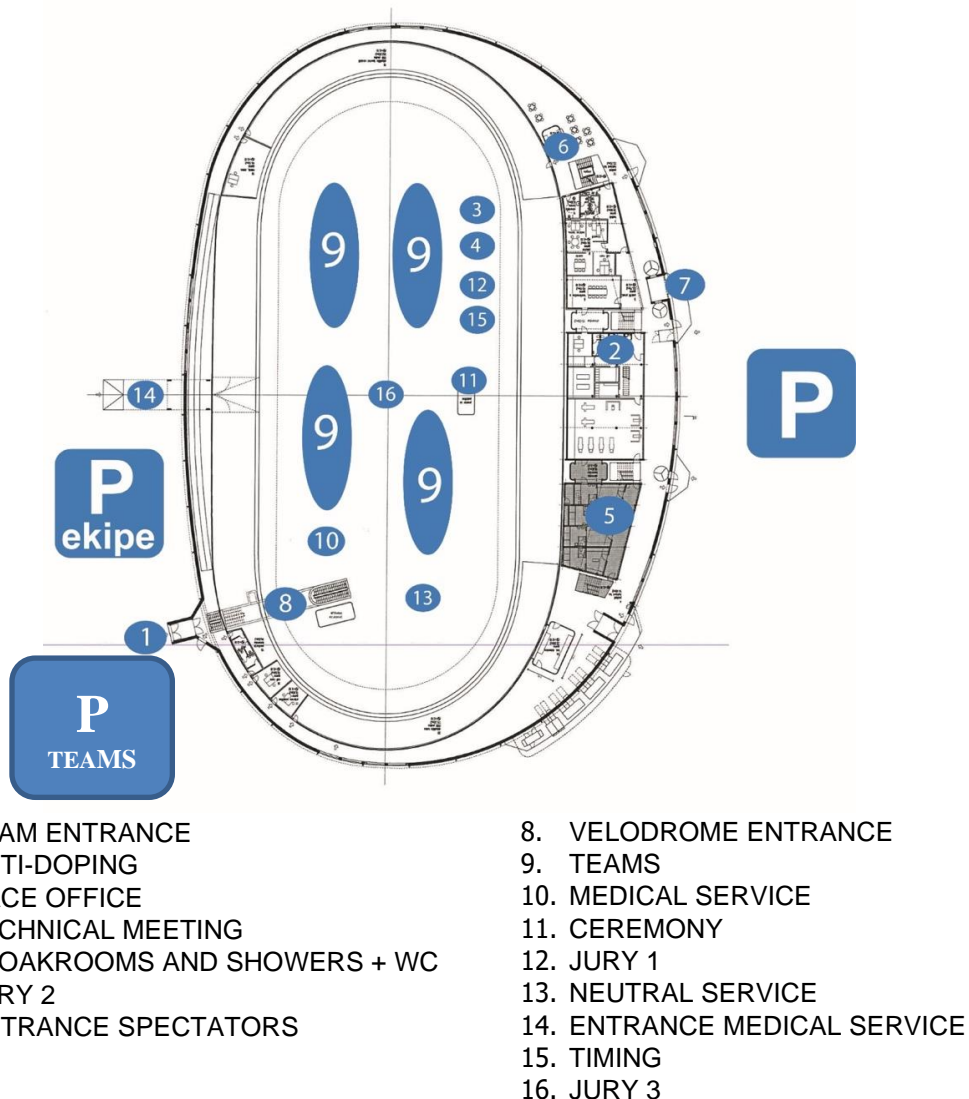 6
3
9
9
4
12
7
15
2
11
16
14
P
9
9
P
ekipe
5
10
13
8
1
P
TEAMS
AM ENTRANCE
TI-DOPING
CE OFFICE
CHNICAL MEETING
OAKROOMS AND SHOWERS + WC
RY 2
TRANCE SPECTATORS
8. VELODROME ENTRANCE
9. TEAMS
10. MEDICAL SERVICE
11. CEREMONY
12. JURY 1
13. NEUTRAL SERVICE
14. ENTRANCE MEDICAL SERVICE
15. TIMING
16. JURY 3